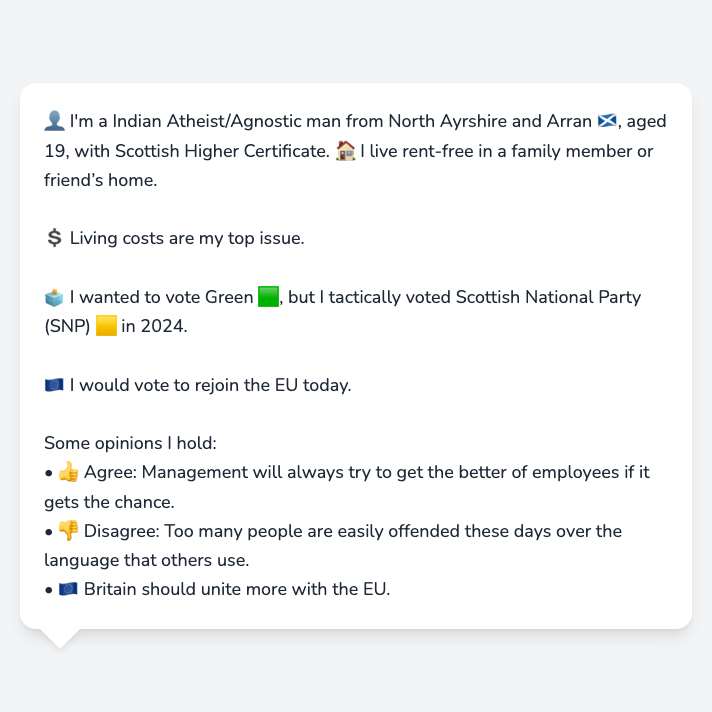 👤 I'm a Indian Atheist/Agnostic man from North Ayrshire and Arran 🏴󠁧󠁢󠁳󠁣󠁴󠁿, aged
19, with Scottish Higher Certificate. 🏠 I live rent-free in a family member or
friend’s home.
💲 Living costs are my top issue.
🗳️ I wanted to vote Green 🟩, but I tactically voted Scottish National Party
(SNP) 🟨 in 2024.
🇪🇺 I would vote to rejoin the EU today.
Some opinions I hold:
• 👍 Agree: Management will always try to get the better of employees if it
gets the chance.
• 👎 Disagree: Too many people are easily offended these days over the
language that others use.
• 🇪🇺 Britain should unite more with the EU.